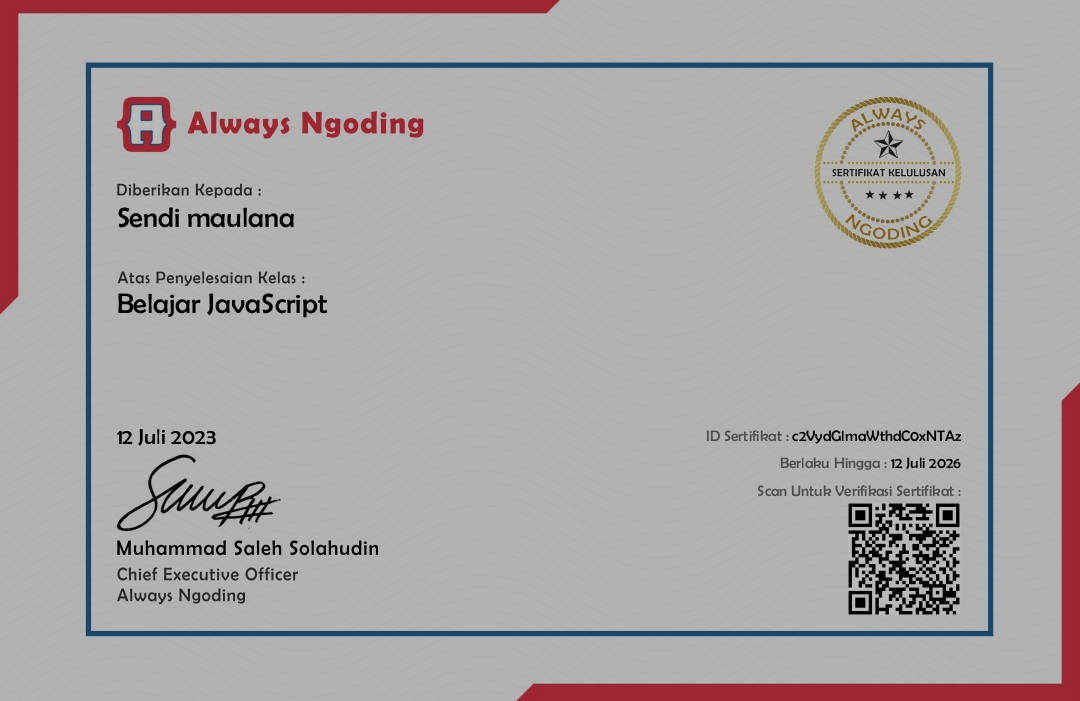 Always Ngoding
ALWAYS
SERTIFIKAT KELULUSAN
NGODING
Diberikan Kepada :
Sendi maulana
Atas Penyelesaian Kelas :
Belajar JavaScript
12 Juli 2023
Muhammad Saleh Solahudin
Chief Executive Officer
Always Ngoding
ID Sertifikat : c2VydGlmaWthdC0xNTAz
Berlaku Hingga : 12 Juli 2026
Scan Untuk Verifikasi Sertifikat :